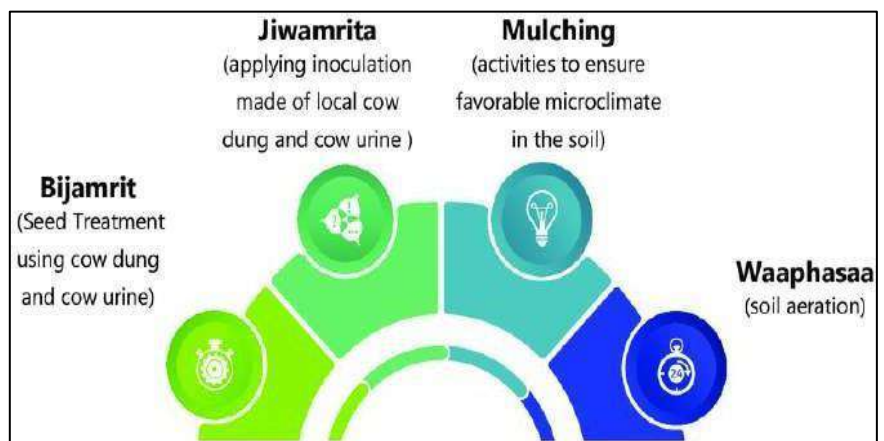 Jiwamrita
(applying inoculation
made of local cow
dung and cow urine )
Mulching
(activities to ensure
favorable microclimate
in the soil)
Bijamrit
(Seed Treatment
using cow dung
and cow urine)
Waaphasaa
(soil aeration)
24